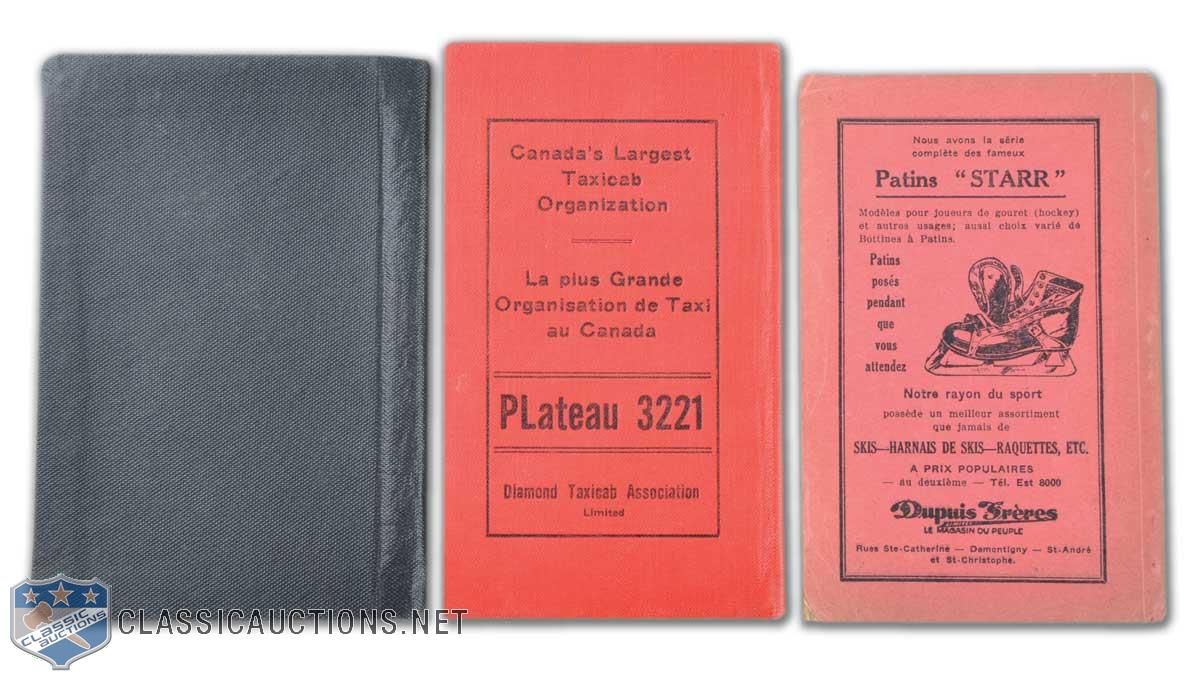 Canada's Largest
Taxicab
Organization
La plus Grande
Organisation de Taxi
au Canada
PLateau 3221
Diamond Taxicab Association
Limited
Nous avons la série
complète des fameux
Patins "STARR"
Modèles pour joueurs de gouret (hockey)
et autres usages; aussi choix varié de
Bottines à Patins.
Patins
posés
pendant
que
vous
attendez
Notre rayon du sport
possède un meilleur assortiment
que jamais de
SKIS—HARNAIS DE SKIS—RAQUETTES, ETC.
A PRIX POPULAIRES
— au deuxième — Tél. Est 8000
Dupuis Frères
LIMITÉE
LE MAGASIN DU PEUPLE
Rues Ste-Catherine — Demontigny — St-André
et St-Christophe.
CLASSIC
AUCTIONS
CLASSICAUCTIONS.NET